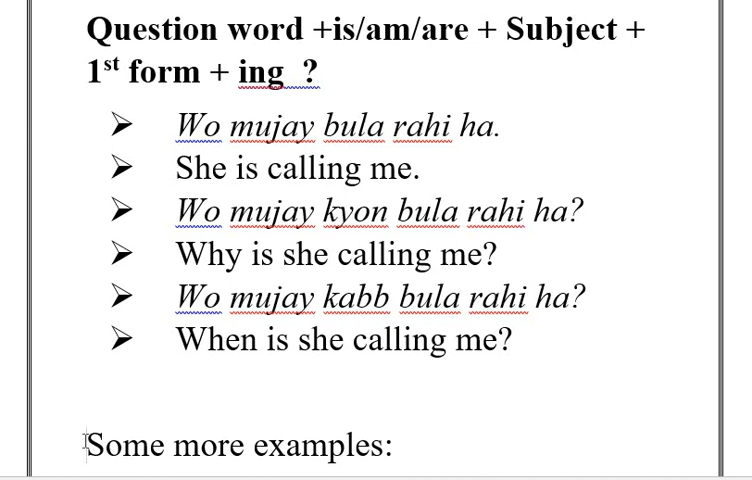 Question word +is/am/are + Subject +
1st form + ing ?
➢ Wo mujay bula rahi ha.
➢ She is calling me.
➢ Wo mujay kyon bula rahi ha?
➢ Why is she calling me?
➢ Wo mujay kabb bula rahi ha?
➢ When is she calling me?
Some more examples: